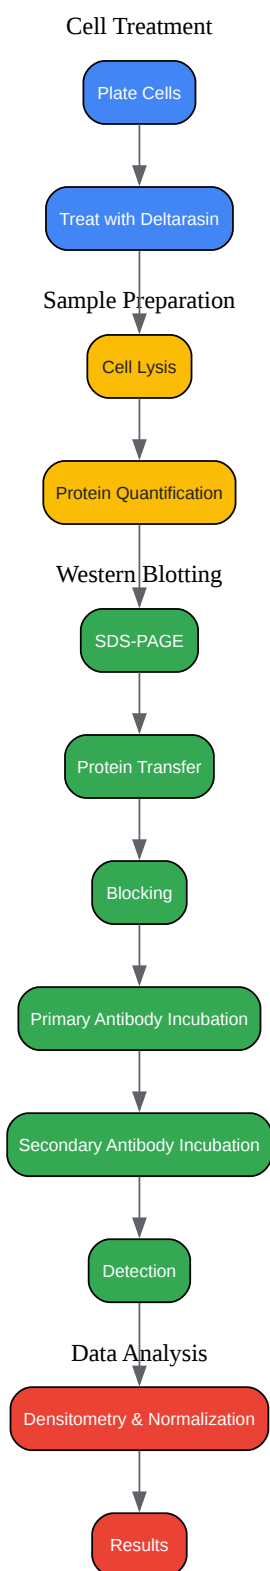 Cell Treatment
Plate Cells
Treat with Deltarasin
Sample Preparation
Cell Lysis
Protein Quantification
Western Blotting
SDS-PAGE
Protein Transfer
Blocking
Primary Antibody Incubation
Secondary Antibody Incubation
Detection
Data Analysis
Densitometry & Normalization
Results